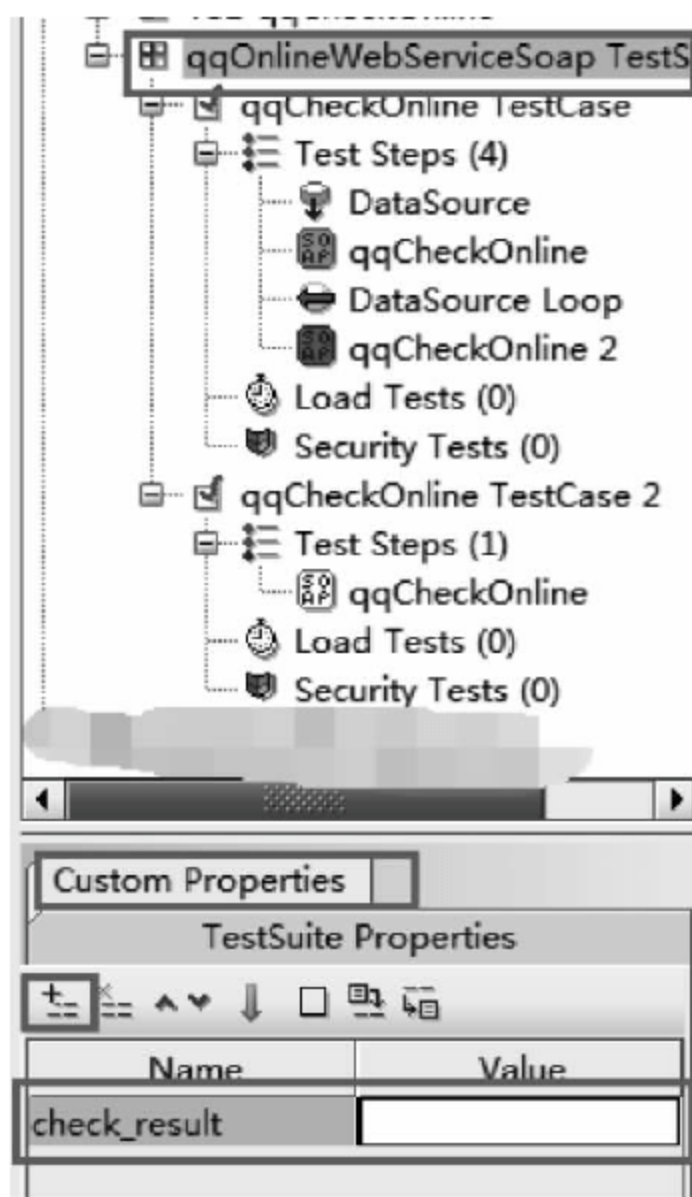 qqOnlineWebServiceSoap TestS
qqCheckOnline TestCase
Test Steps (4)
DataSource
qqCheckOnline
DataSource Loop
qqCheckOnline 2
Load Tests (0)
Security Tests (0)
qqCheckOnline TestCase 2
Test Steps (1)
qqCheckOnline
Load Tests (0)
Security Tests (0)
Custom Properties
TestSuite Properties
Name Value
check_result